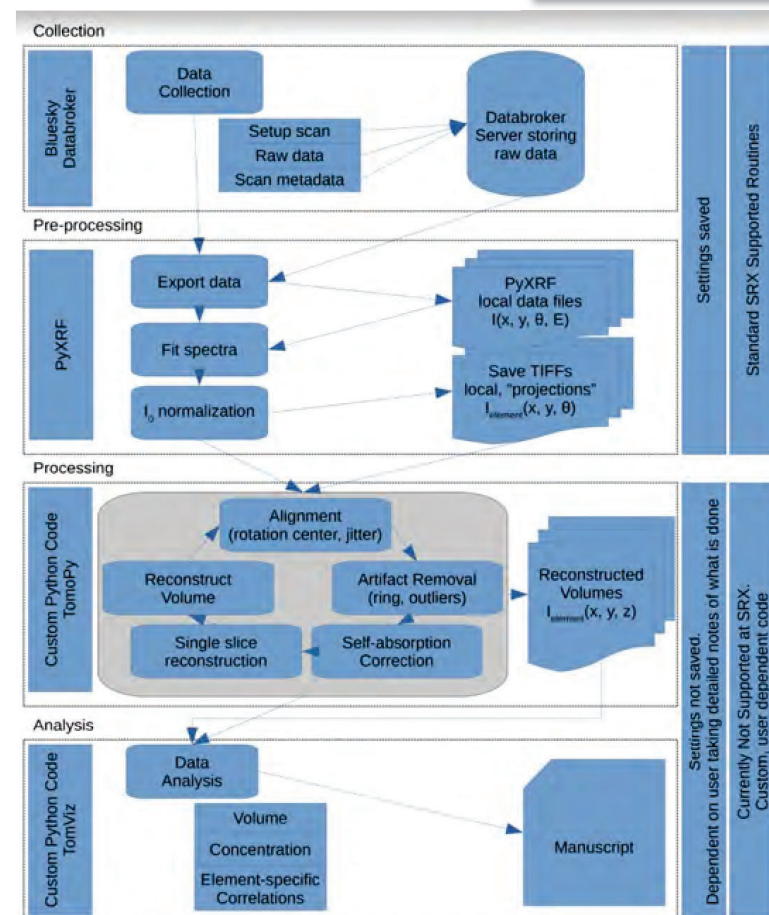 Collection
Bluesky
Databroker
Data
Collection
Setup scan
Raw data
Scan metadata
Databroker
Server storing
raw data
Pre-processing
PyXRF
Export data
Fit spectra
I0 normalization
PyXRF
local data files
I(x, y, θ, E)
Save TIFFs
local, "projections"
Ielement(x, y, θ)
Settings saved
Standard SRX Supported Routines
Processing
Custom Python Code
TomoPy
Alignment
(rotation center, jitter)
Reconstruct
Volume
Artifact Removal
(ring, outliers)
Single slice
reconstruction
Self-absorption
Correction
Reconstructed
Volumes
Ielement(x, y, z)
Analysis
Custom Python Code
TomViz
Data
Analysis
Volume
Concentration
Element-specific
Correlations
Manuscript
Settings not saved.
Dependent on user taking detailed notes of what is done
Currently Not Supported at SRX.
Custom, user dependent code